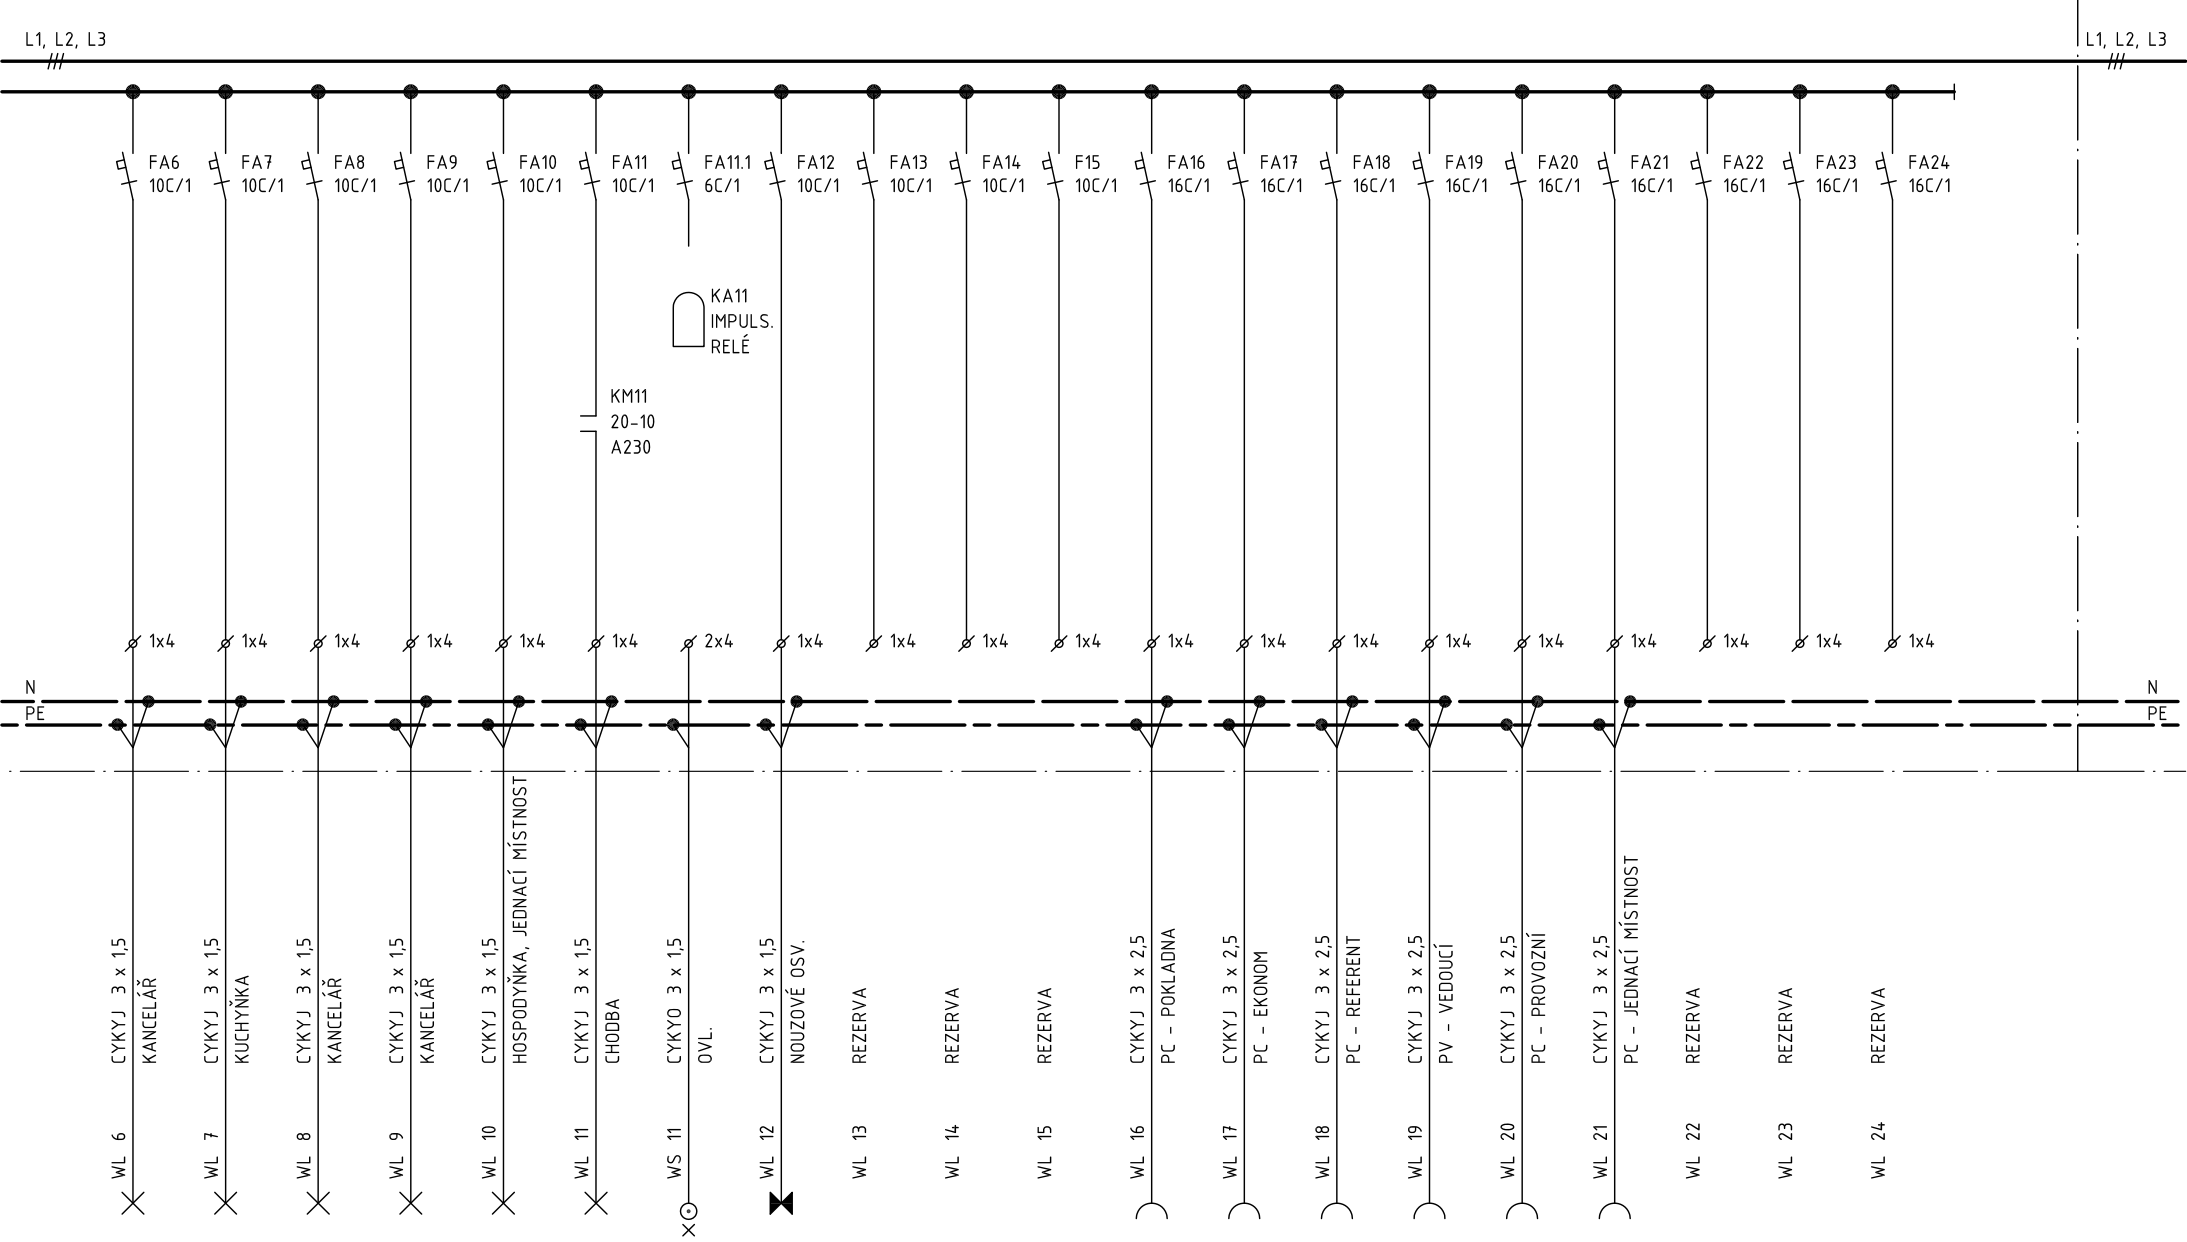 L1, L2, L3
L1, L2, L3
FA6
10C/1
FA7
10C/1
FA8
10C/1
FA9
10C/1
FA10
10C/1
FA11
10C/1
FA11.1
6C/1
FA12
10C/1
FA13
10C/1
FA14
10C/1
F15
10C/1
FA16
16C/1
FA17
16C/1
FA18
16C/1
FA19
16C/1
FA20
16C/1
FA21
16C/1
FA22
16C/1
FA23
16C/1
FA24
16C/1
KA11
IMPULS.
RELÉ
KM11
20-10
A230
1x4
1x4
1x4
1x4
1x4
1x4
2x4
1x4
1x4
1x4
1x4
1x4
1x4
1x4
1x4
1x4
1x4
1x4
1x4
1x4
N
N
PE
PE
WL 6 CYKYJ 3 x 1,5
KANCELÁŘ
WL 7 CYKYJ 3 x 1,5
KUCHYŇKA
WL 8 CYKYJ 3 x 1,5
KANCELÁŘ
WL 9 CYKYJ 3 x 1,5
KANCELÁŘ
WL 10 CYKYJ 3 x 1,5
HOSPODYŇKA, JEDNACÍ MÍSTNOST
WL 11 CYKYJ 3 x 1,5
CHODBA
WS 11 CYKYO 3 x 1,5
OVL.
WL 12 CYKYJ 3 x 1,5
NOUZOVÉ OSV.
WL 13 REZERVA
WL 14 REZERVA
WL 15 REZERVA
WL 16 CYKYJ 3 x 2,5
PC - POKLADNA
WL 17 CYKYJ 3 x 2,5
PC - EKONOM
WL 18 CYKYJ 3 x 2,5
PC - REFERENT
WL 19 CYKYJ 3 x 2,5
PV - VEDOUCÍ
WL 20 CYKYJ 3 x 2,5
PC - PROVOZNÍ
WL 21 CYKYJ 3 x 2,5
PC - JEDNACÍ MÍSTNOST
WL 22 REZERVA
WL 23 REZERVA
WL 24 REZERVA